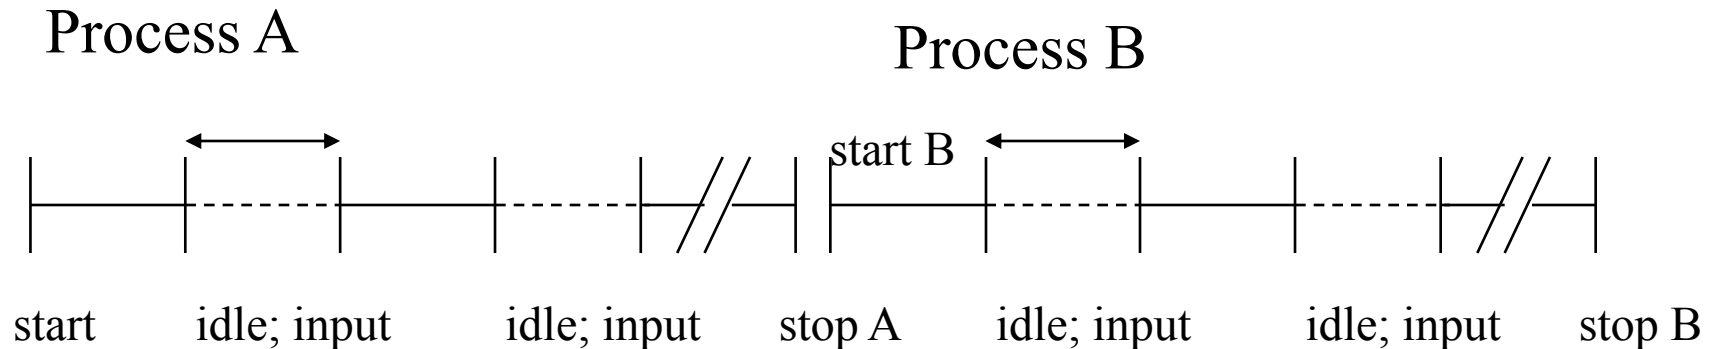 Process A
Process B
start B
start
idle; input
idle; input
stop A
idle; input
idle; input
stop B